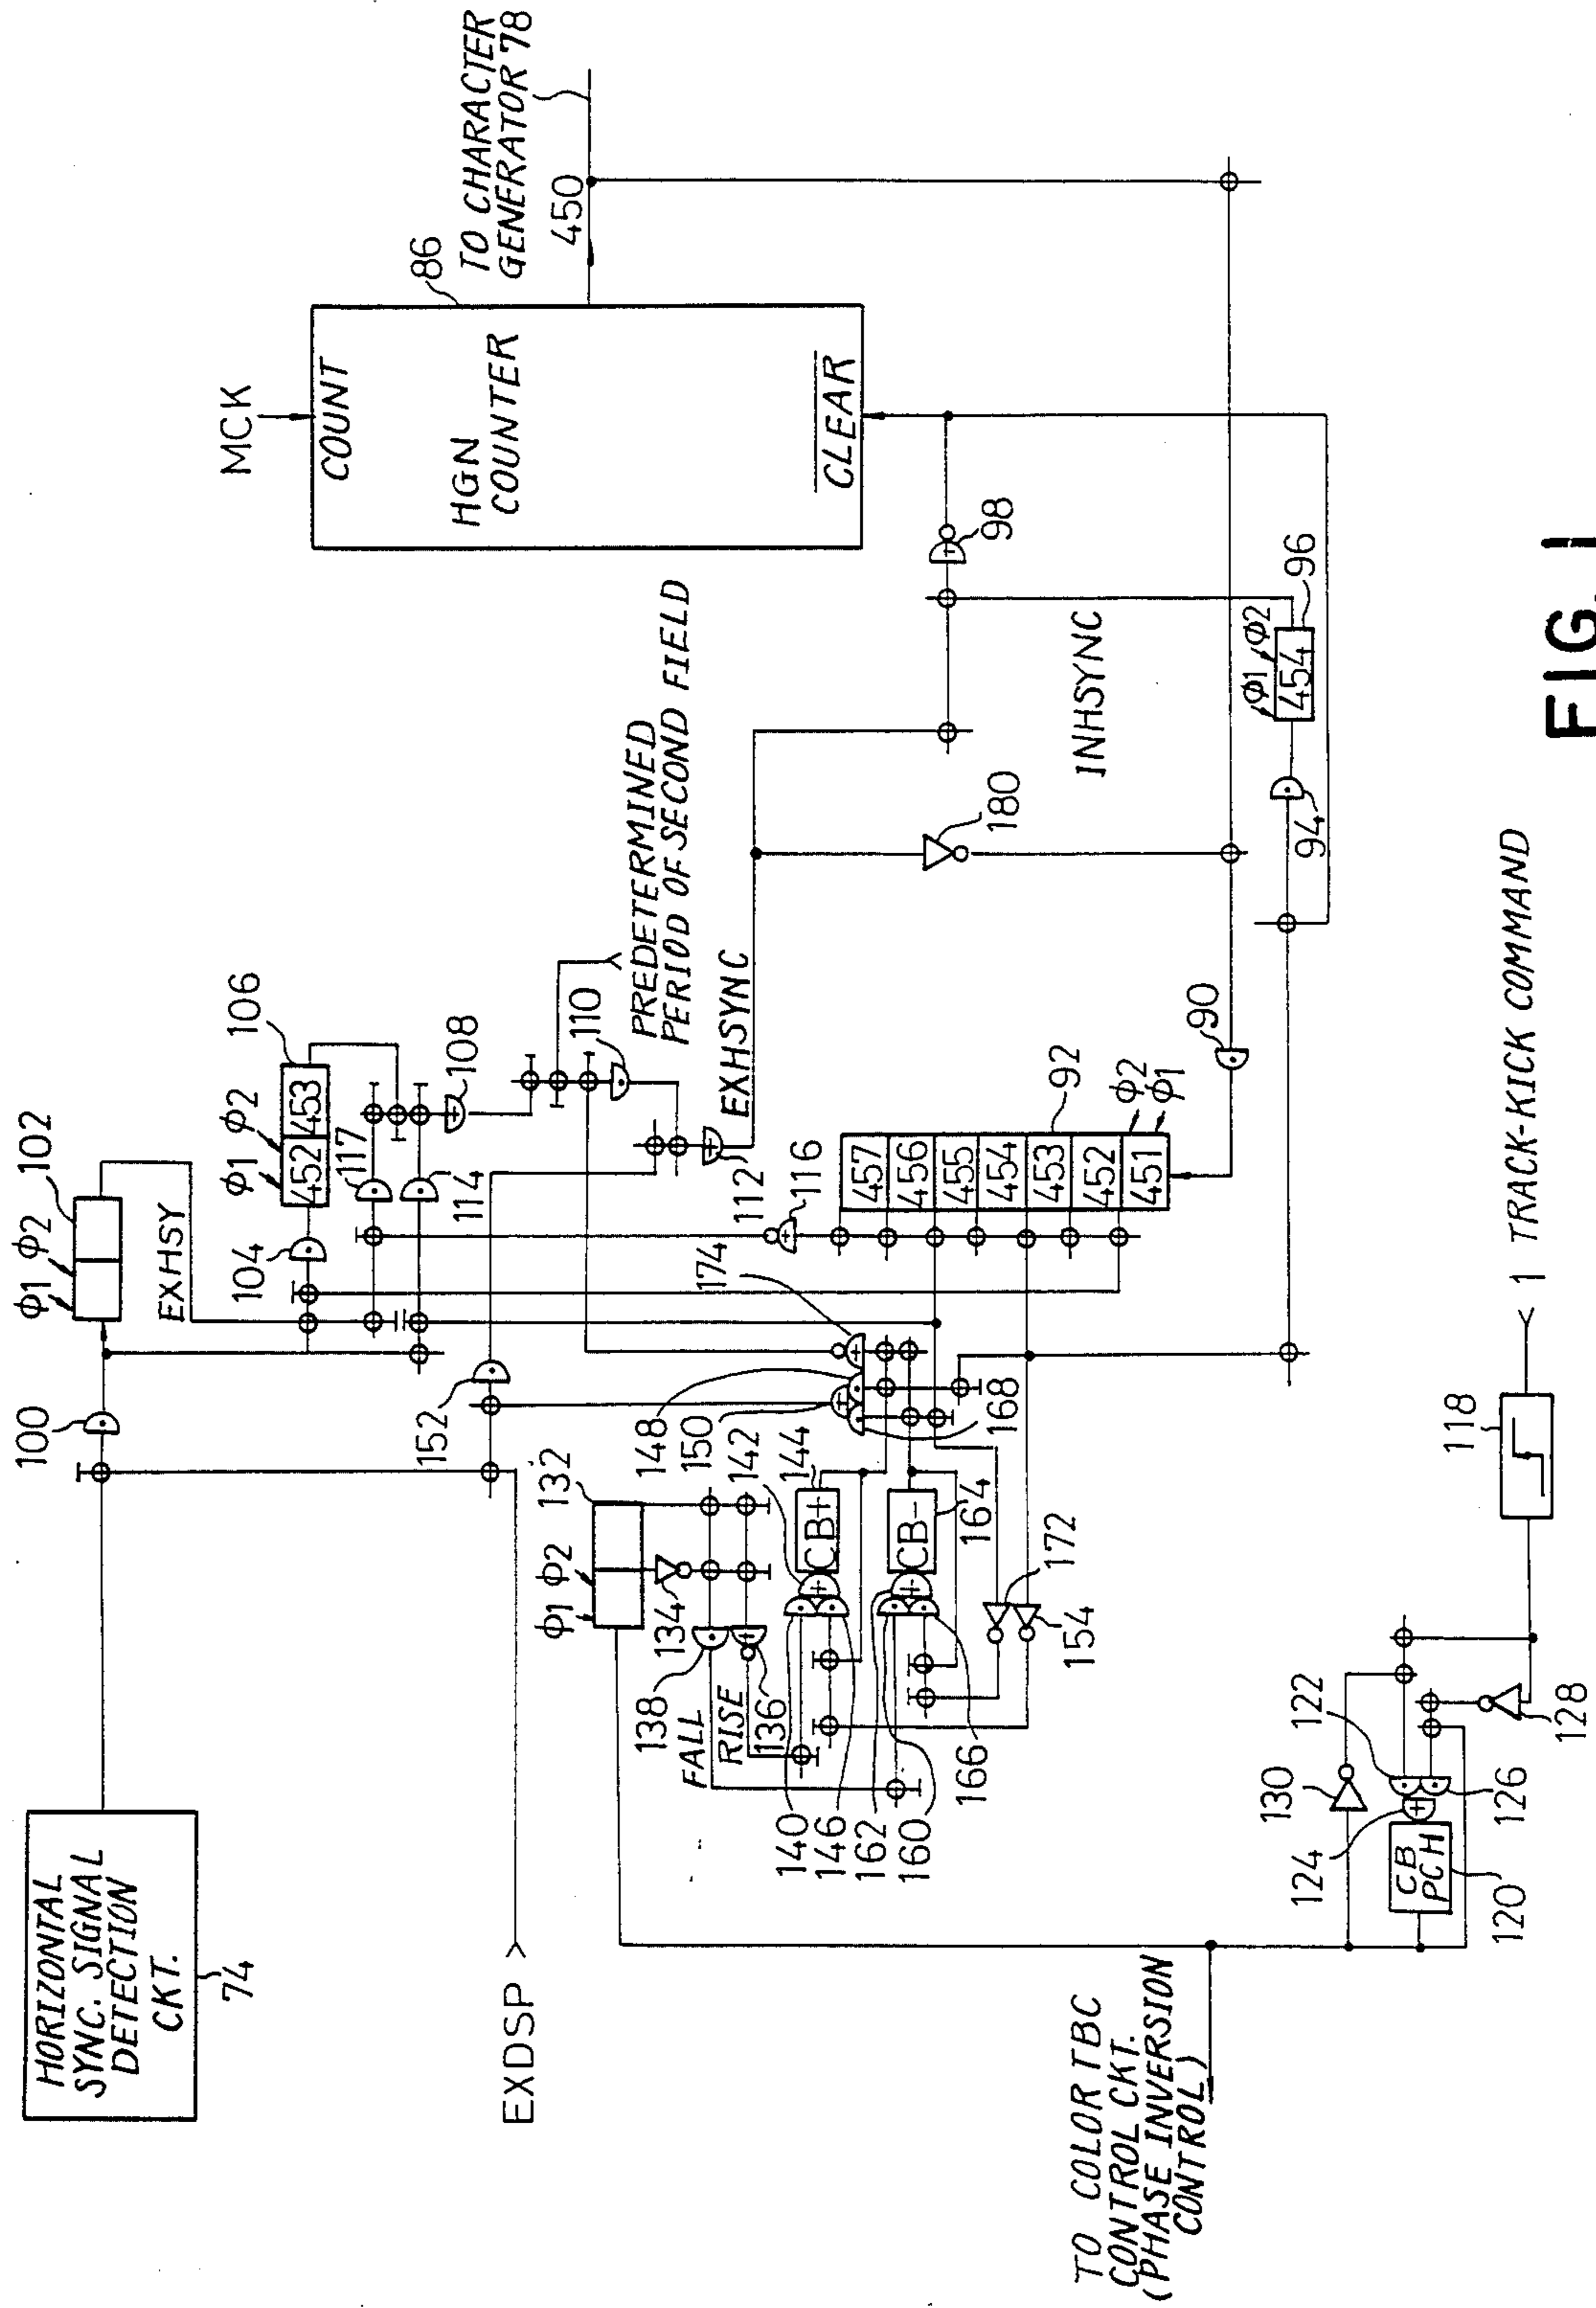 HORIZONTAL
SYNC. SIGNAL
DETECTION
CKT.
74
100
Φ1
Φ2
102
EXHSY
104
Φ1
Φ2
106
452
453
117
114
108
110
PREDETERMINED
PERIOD OF SECOND FIELD
112
EXHSYNC
116
MCK
COUNT
HGN
COUNTER
CLEAR
86
TO CHARACTER
GENERATOR 78
450
98
EXDSP
152
Φ1
Φ2
132
134
138
FALL
RISE
136
148
150
142
144
CB+
CB-
164
168
174
140
146
162
160
166
172
154
457
456
455
454
453
452
451
92
Φ2
Φ1
90
180
INHSYNC
Φ1
Φ2
454
96
94
TO COLOR TBC
CONTROL CKT.
(PHASE INVERSION
CONTROL)
130
122
124
CB
PCH
120
126
128
118
1 TRACK-KICK COMMAND
FIG. 1